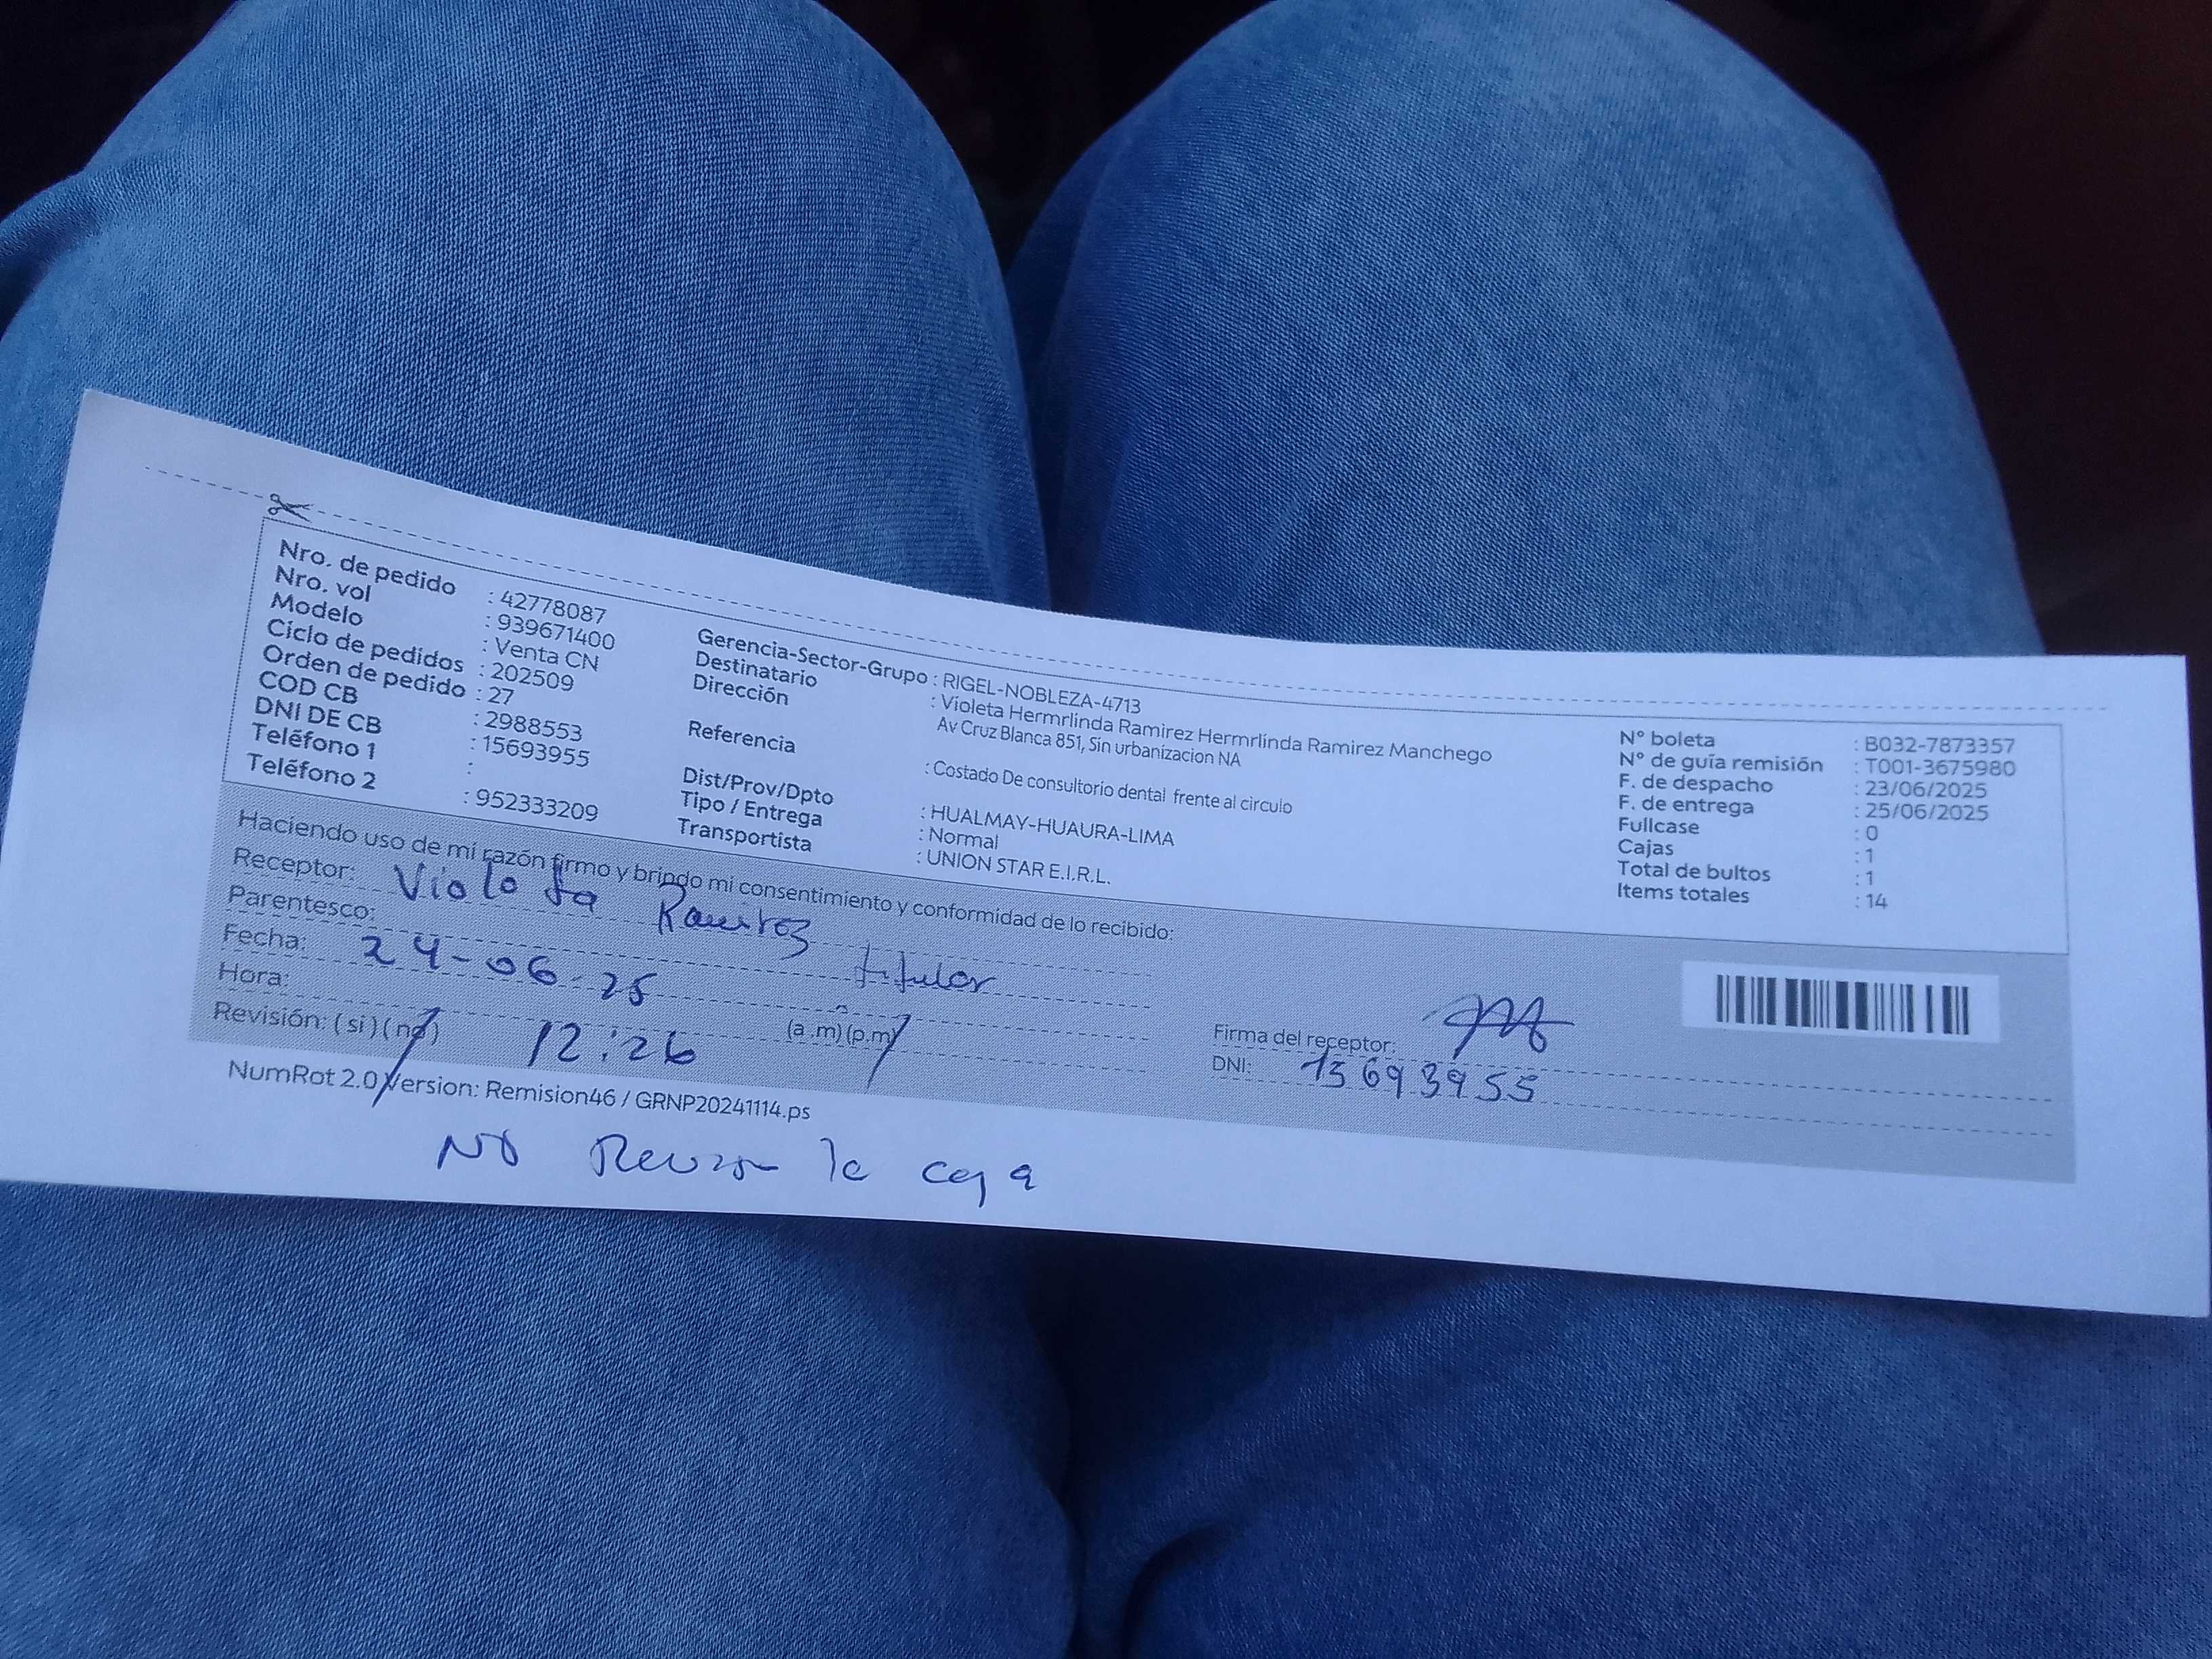 Nro. de pedido : 42778087
Nro. vol : 939671400
Modelo : Venta CN
Ciclo de pedidos : 202509
Orden de pedido : 27
COD CB : 2988553
DNI DE CB : 15693955
Teléfono 1 :
Teléfono 2 : 952333209
Gerencia-Sector-Grupo : RIGEL-NOBLEZA-4713
Destinatario : Violeta Hermrlinda Ramirez Hermrlinda Ramirez Manchego
Dirección Av Cruz Blanca 851, Sin urbanizacion NA
Referencia : Costado De consultorio dental frente al circulo
Dist/Prov/Dpto : HUALMAY-HUAURA-LIMA
Tipo / Entrega : Normal
Transportista : UNION STAR E.I.R.L.
N° boleta : B032-7873357
N° de guía remisión : T001-3675980
F. de despacho : 23/06/2025
F. de entrega : 25/06/2025
Fullcase : 0
Cajas : 1
Total de bultos : 1
Items totales : 14
Haciendo uso de mi razón firmo y brindo mi consentimiento y conformidad de lo recibido:
Receptor: Violeta Ramirez
Parentesco: titular
Fecha: 24-06-25
Hora: 12:26 (a.m) (p.m)
Revisión: ( si ) ( no )
Firma del receptor:
DNI: 15693955
NumRot 2.0 Version: Remision46 / GRNP20241114.ps
NO Reviso la caja